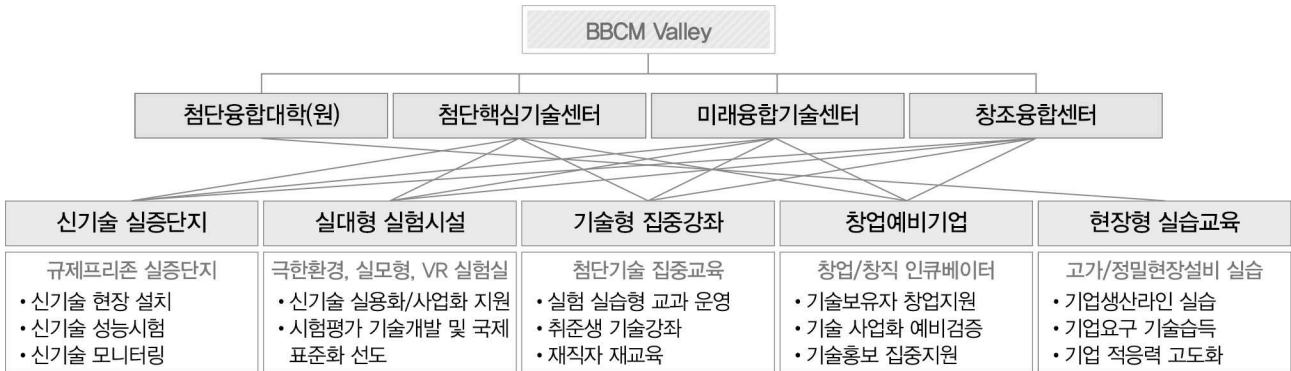 BBCM Valley
첨단융합대학(원)
첨단핵심기술센터
미래융합기술센터
창조융합센터
신기술 실증단지
실대형 실험시설
기술형 집중강좌
창업예비기업
현장형 실습교육
규제프리존 실증단지
• 신기술 현장 설치
• 신기술 성능시험
• 신기술 모니터링
극한환경, 실모형, VR 실험실
• 신기술 실용화/사업화 지원
• 시험평가 기술개발 및 국제
표준화 선도
첨단기술 집중교육
• 실험 실습형 교과 운영
• 취준생 기술강좌
• 재직자 재교육
창업/창직 인큐베이터
• 기술보유자 창업지원
• 기술 사업화 예비검증
• 기술홍보 집중지원
고가/정밀현장설비 실습
• 기업생산라인 실습
• 기업요구 기술습득
• 기업 적응력 고도화